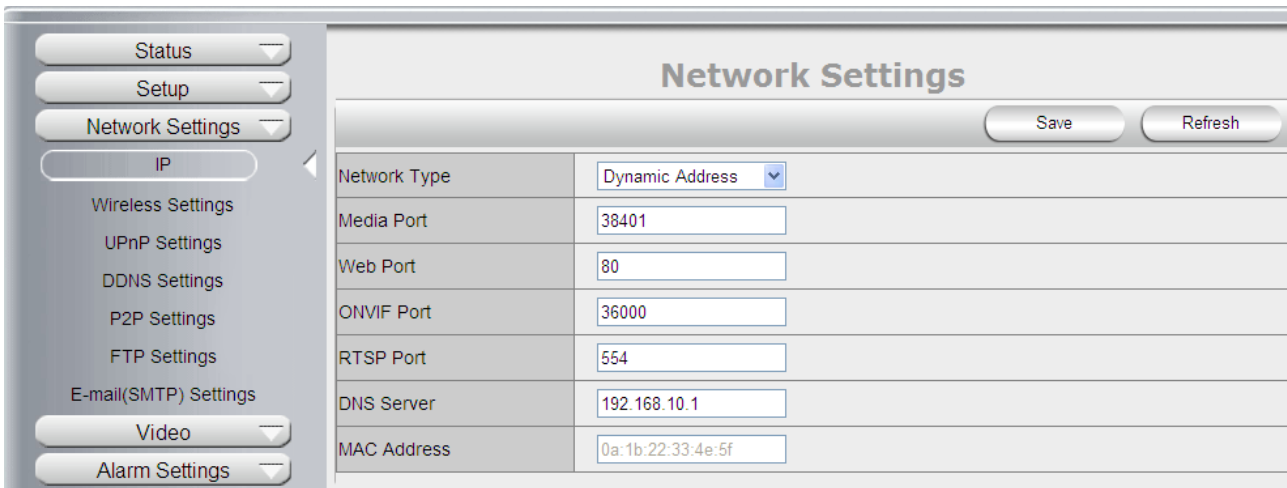 Status
Setup
Network Settings
IP
Wireless Settings
UPnP Settings
DDNS Settings
P2P Settings
FTP Settings
E-mail(SMTP) Settings
Video
Alarm Settings
Network Settings
Save Refresh
Network Type Dynamic Address
Media Port 38401
Web Port 80
ONVIF Port 36000
RTSP Port 554
DNS Server 192.168.10.1
MAC Address 0a:1b:22:33:4e:5f